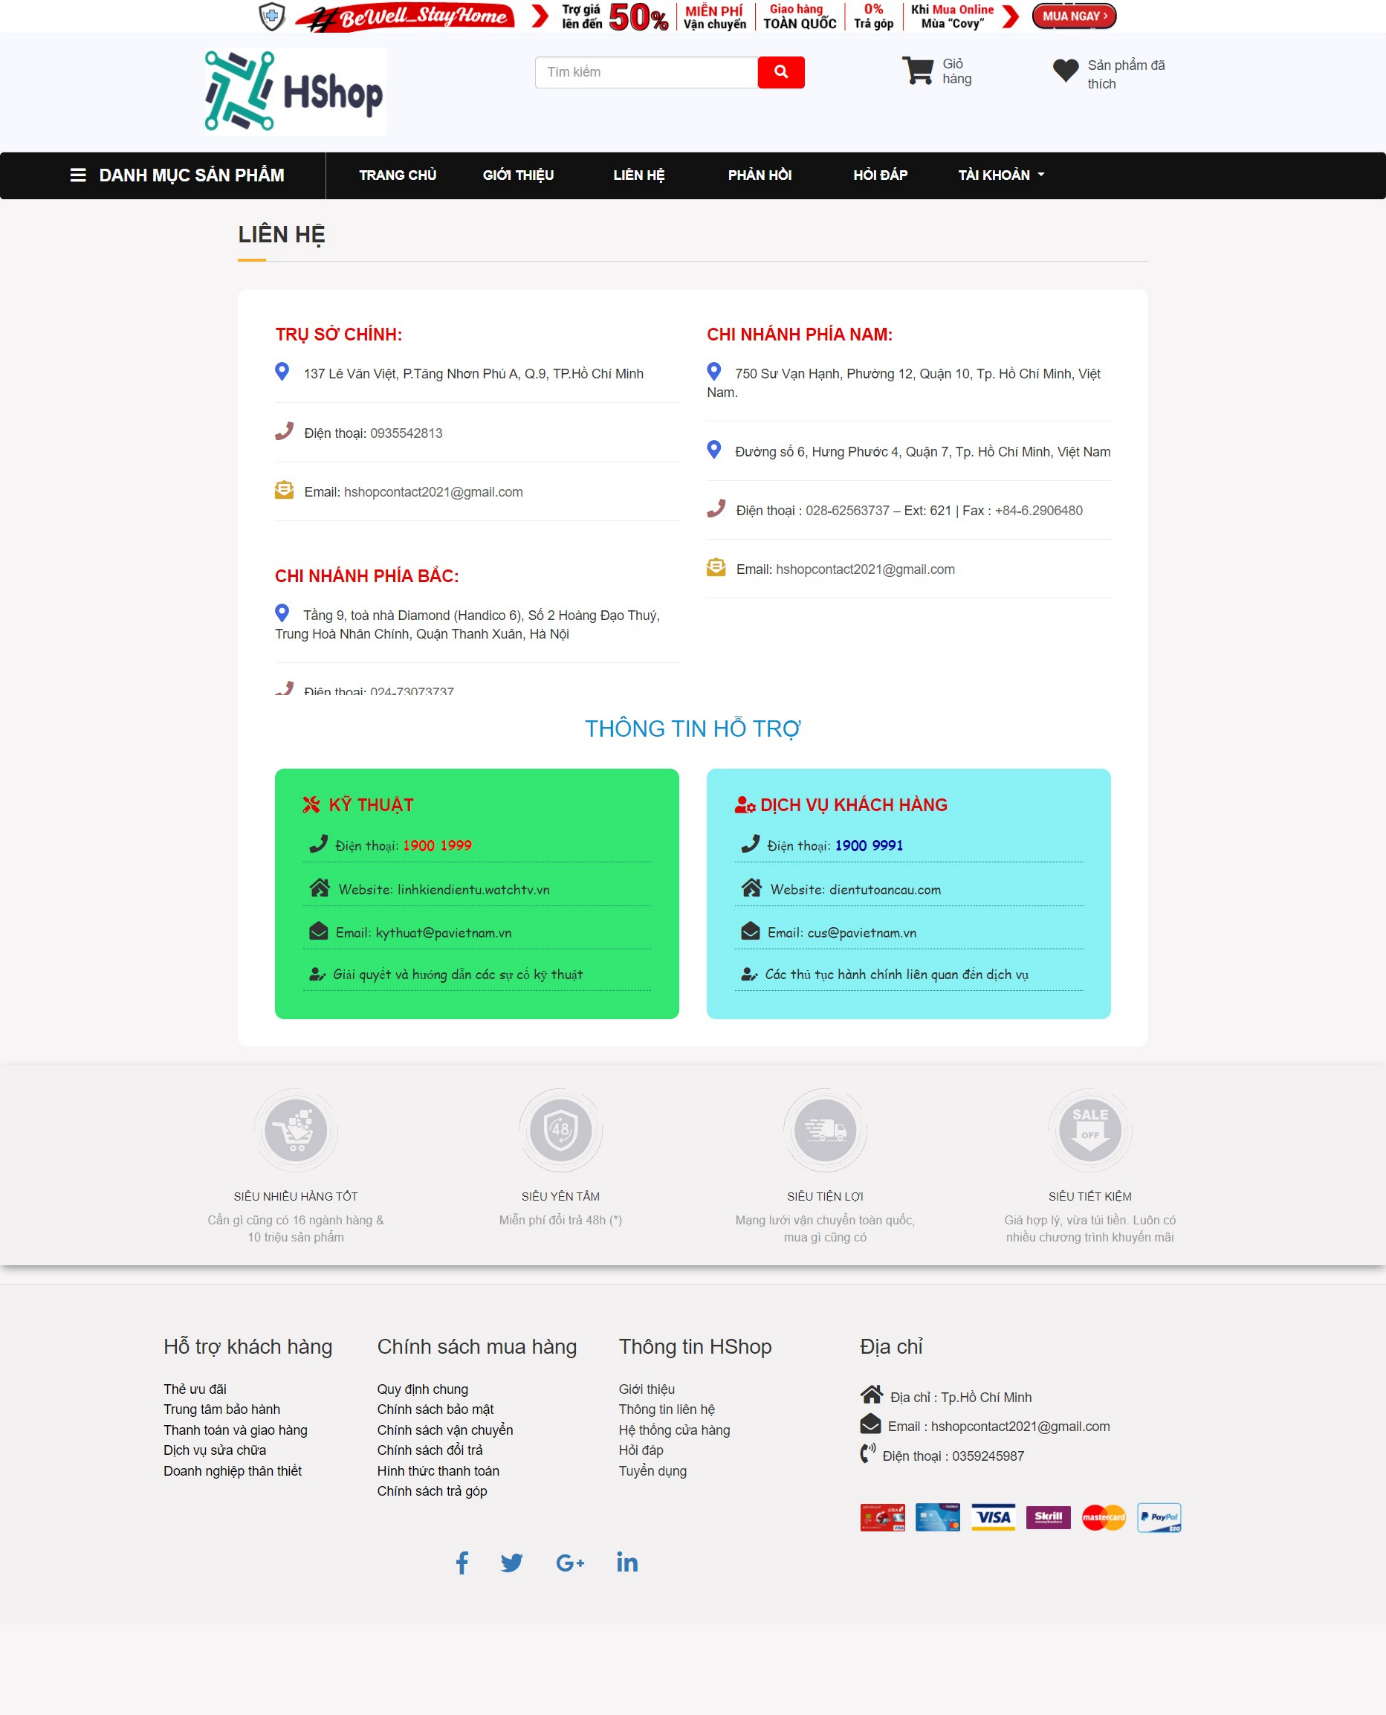 #BeWell_StayHome
Trợ giá
lên đến
50%
MIỄN PHÍ
Vận chuyển
Giao hàng
TOÀN QUỐC
0%
Trả góp
Khi Mua Online
Mùa “Covy”
MUA NGAY ›
HShop
Tìm kiếm
Giỏ
hàng
Sản phẩm đã
thích
DANH MỤC SẢN PHẨM
TRANG CHỦ
GIỚI THIỆU
LIÊN HỆ
PHẢN HỒI
HỎI ĐÁP
TÀI KHOẢN
LIÊN HỆ
TRỤ SỞ CHÍNH:
137 Lê Văn Việt, P.Tăng Nhơn Phú A, Q.9, TP.Hồ Chí Minh
Điện thoại: 0935542813
Email: hshopcontact2021@gmail.com
CHI NHÁNH PHÍA BẮC:
Tầng 9, toà nhà Diamond (Handico 6), Số 2 Hoàng Đạo Thuý,
Trung Hoà Nhân Chính, Quận Thanh Xuân, Hà Nội
Điện thoại: 024-73073737
CHI NHÁNH PHÍA NAM:
750 Sư Vạn Hạnh, Phường 12, Quận 10, Tp. Hồ Chí Minh, Việt
Nam.
Đường số 6, Hưng Phước 4, Quận 7, Tp. Hồ Chí Minh, Việt Nam
Điện thoại : 028-62563737 – Ext: 621 | Fax : +84-6.2906480
Email: hshopcontact2021@gmail.com
THÔNG TIN HỖ TRỢ
KỸ THUẬT
Điện thoại: 1900 1999
Website: linhkiendientu.watchtv.vn
Email: kythuat@pavietnam.vn
Giải quyết và hướng dẫn các sự cố kỹ thuật
DỊCH VỤ KHÁCH HÀNG
Điện thoại: 1900 9991
Website: dientutoancau.com
Email: cus@pavietnam.vn
Các thủ tục hành chính liên quan đến dịch vụ
48
SALE
OFF
SIÊU NHIỀU HÀNG TỐT
Cần gì cũng có 16 ngành hàng &
10 triệu sản phẩm
SIÊU YÊN TÂM
Miễn phí đổi trả 48h (*)
SIÊU TIỆN LỢI
Mạng lưới vận chuyển toàn quốc,
mua gì cũng có
SIÊU TIẾT KIỆM
Giá hợp lý, vừa túi tiền. Luôn có
nhiều chương trình khuyến mãi
Hỗ trợ khách hàng
Thẻ ưu đãi
Trung tâm bảo hành
Thanh toán và giao hàng
Dịch vụ sửa chữa
Doanh nghiệp thân thiết
Chính sách mua hàng
Quy định chung
Chính sách bảo mật
Chính sách vận chuyển
Chính sách đổi trả
Hình thức thanh toán
Chính sách trả góp
Thông tin HShop
Giới thiệu
Thông tin liên hệ
Hệ thống cửa hàng
Hỏi đáp
Tuyển dụng
Địa chỉ
Địa chỉ : Tp.Hồ Chí Minh
Email : hshopcontact2021@gmail.com
Điện thoại : 0359245987
VISA
Skrill
mastercard
PayPal